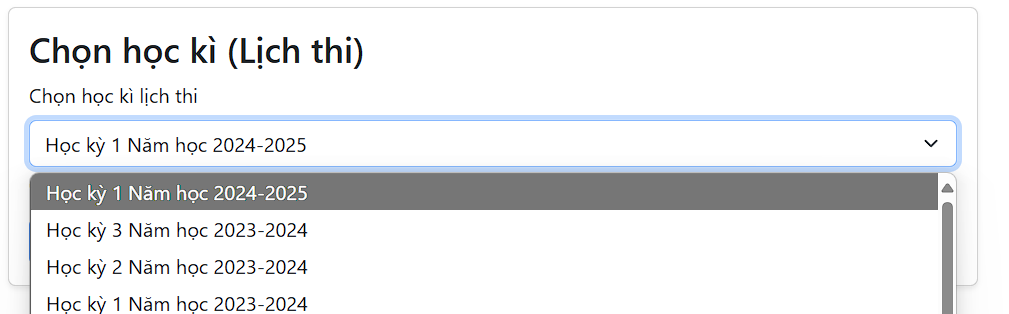 Chọn học kì (Lịch thi)
Chọn học kì lịch thi
Học kỳ 1 Năm học 2024-2025
Học kỳ 1 Năm học 2024-2025
Học kỳ 3 Năm học 2023-2024
Học kỳ 2 Năm học 2023-2024
Học kỳ 1 Năm học 2023-2024